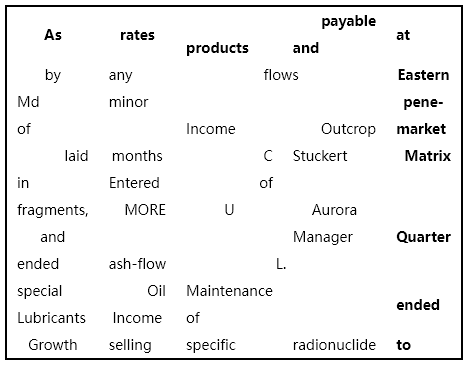 As rates products payable and at
by any flows Eastern
Md minor pene-
of Income Outcrop market
laid months C Stuckert Matrix
in Entered of
fragments, MORE U Aurora
and Manager Quarter
ended ash-flow L.
special Oil Maintenance ended
Lubricants Income of
Growth selling specific radionuclide to